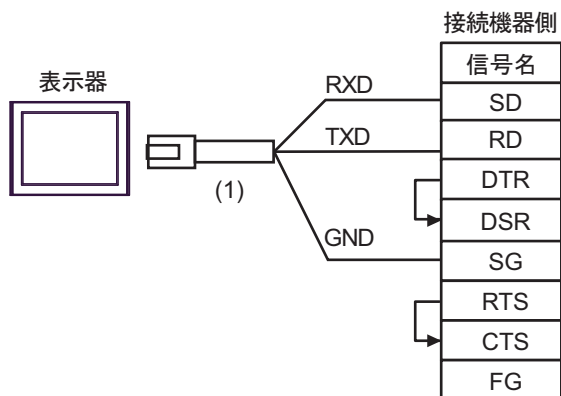 接続機器側
信号名
表示器
RXD
SD
TXD
RD
DTR
(1)
DSR
GND
SG
RTS
CTS
FG